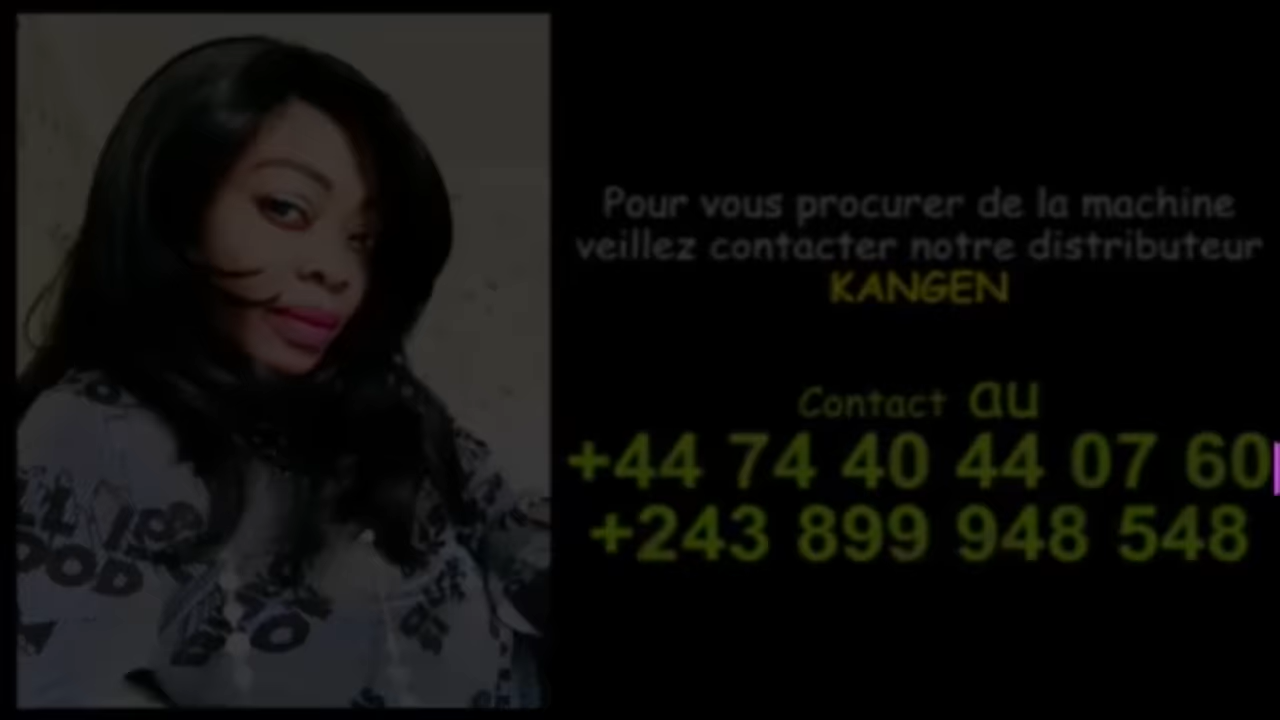 Pour vous procurer de la machine
veillez contacter notre distributeur
KANGEN
Contact au
+44 74 40 44 07 60
+243 899 948 548